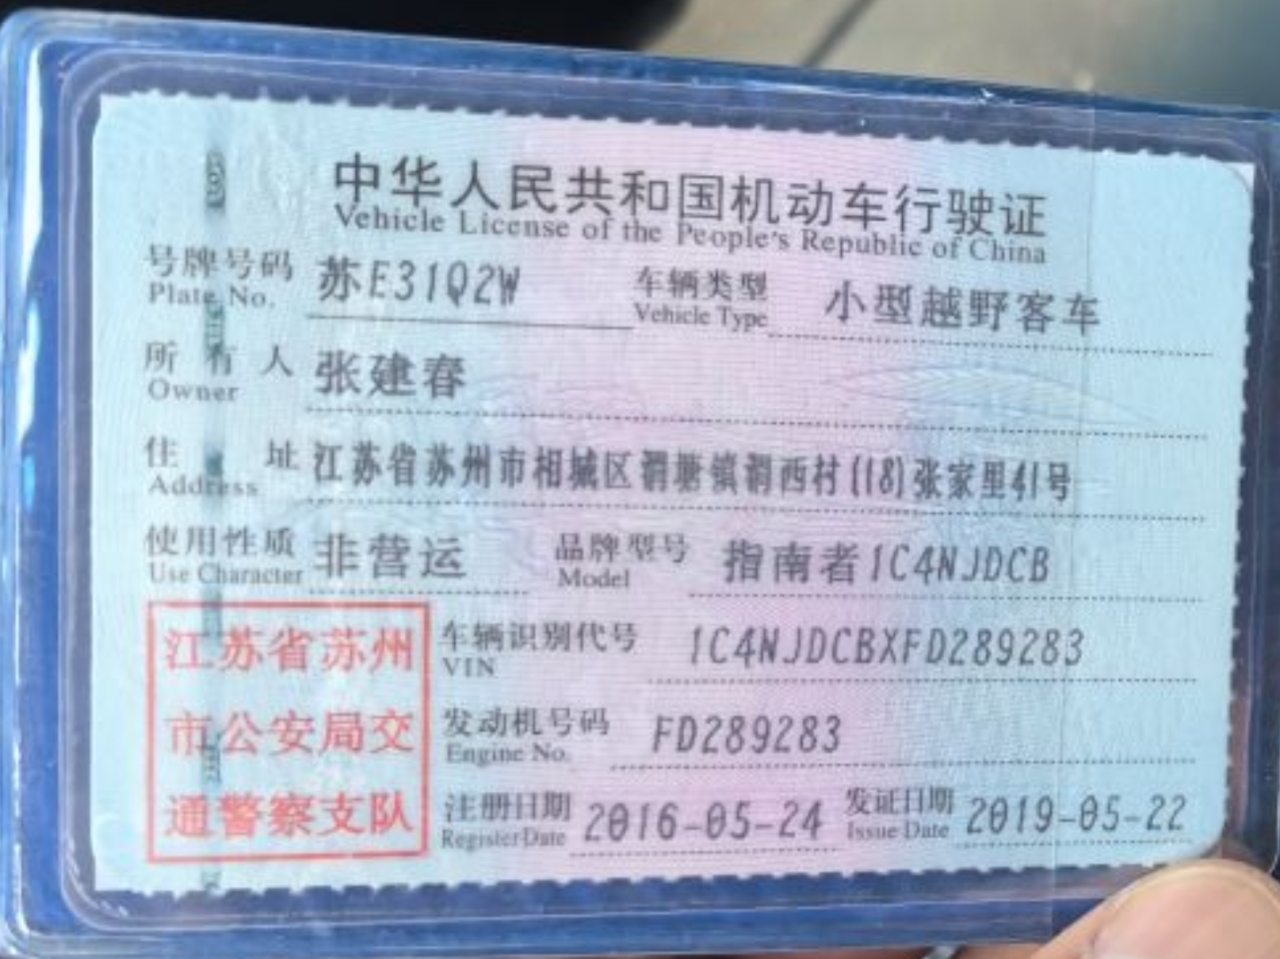 中华人民共和国机动车行驶证
Vehicle License of the People's Republic of China
号牌号码 苏E31Q2W 车辆类型 小型越野客车
Plate No. Vehicle Type
所有人 张建春
Owner
住址 江苏省苏州市相城区渭塘镇渭西村(18)张家里41号
Address
使用性质 非营运 品牌型号 指南者1C4NJDCB
Use Character Model
江苏省苏州
市公安局交
通警察支队
车辆识别代号 1C4NJDCBXFD289283
VIN
发动机号码 FD289283
Engine No.
注册日期 2016-05-24 发证日期 2019-05-22
Register Date Issue Date